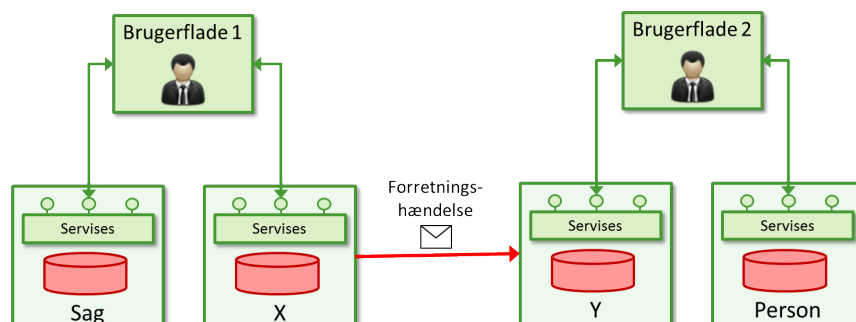 Brugerflade 1
Brugerflade 2
Forretnings-
hændelse
Servises
Servises
Servises
Servises
Sag
X
Y
Person